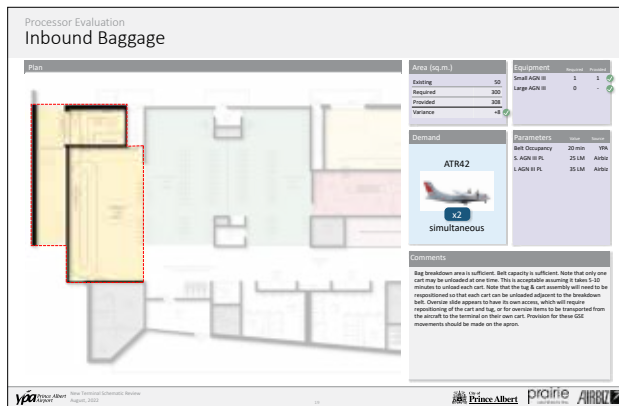 Processor Evaluation
Inbound Baggage
Plan
Area (sq.m.)
Existing 50
Required 300
Provided 308
Variance +8
Equipment Required Provided
Small AGN III 1 1
Large AGN III 0 -
Demand
ATR42
x2
simultaneous
Parameters Value Source
Belt Occupancy 20 min YPA
S. AGN III PL 25 LM Airbiz
L AGN III PL 35 LM Airbiz
Comments
Bag breakdown area is sufficient. Belt capacity is sufficient. Note that only one
cart may be unloaded at one time. This is acceptable assuming it takes 5-10
minutes to unload each cart. Note that the tug & cart assembly will need to be
respositioned so that each cart can be unloaded adjacent to the breakdown
belt. Oversize slide appears to have its own access, which will require
repositioning of the cart and tug, or for oversize items to be transported from
the aircraft to the terminal on their own cart. Provision for these GSE
movements should be made on the apron.
ypa Prince Albert Airport
New Terminal Schematic Review
August, 2022
City of
Prince Albert
prairie
AIRBIZ